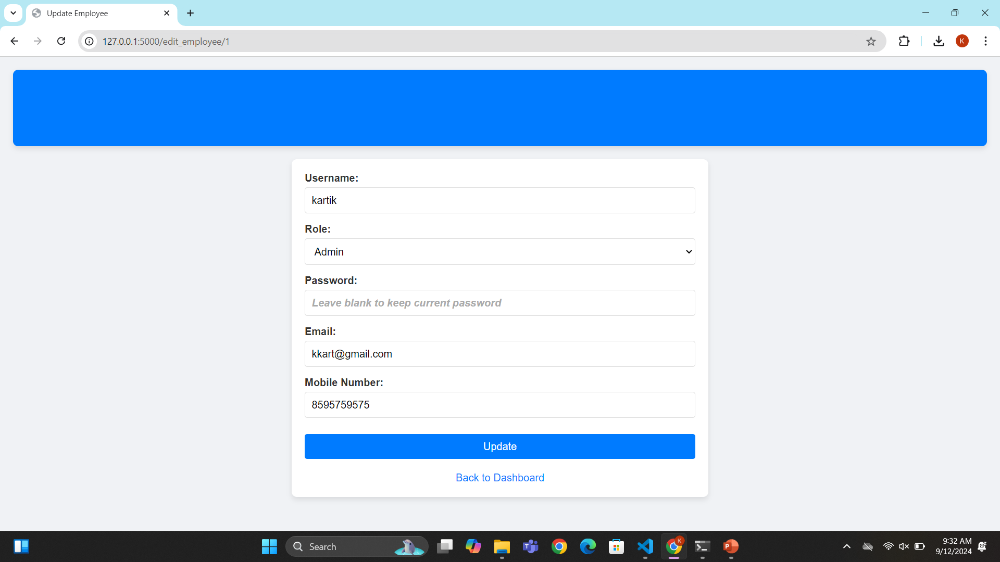 Update Employee
127.0.0.1:5000/edit_employee/1
K
Username:
kartik
Role:
Admin
Password:
Leave blank to keep current password
Email:
kkart@gmail.com
Mobile Number:
8595759575
Update
Back to Dashboard
Search
K
9:32 AM
9/12/2024